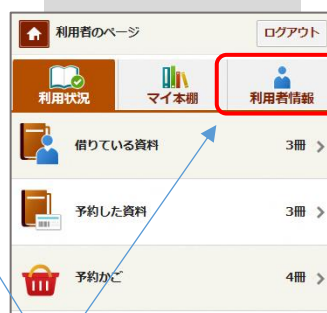 利用者のページ ログアウト
利用状況 マイ本棚 利用者情報
借りている資料 3冊
予約した資料 3冊
予約かご 4冊